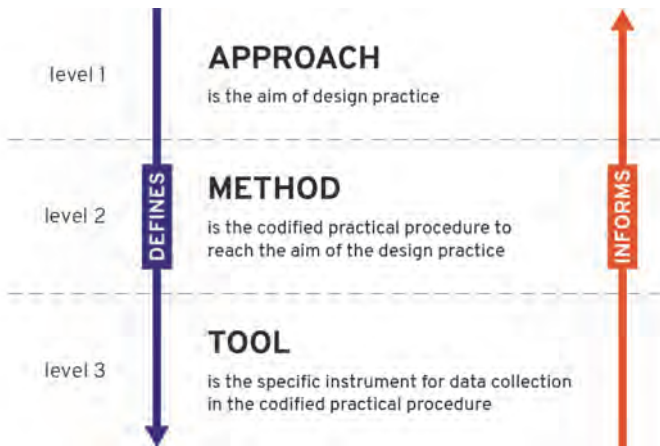 level 1
APPROACH
is the aim of design practice
level 2
DEFINES
METHOD
is the codified practical procedure to
reach the aim of the design practice
INFORMS
level 3
TOOL
is the specific instrument for data collection
in the codified practical procedure